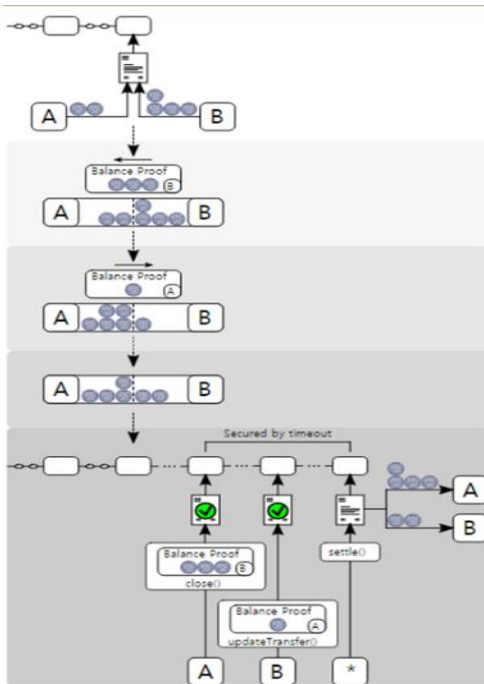 A
B
Balance Proof
B
A
B
Balance Proof
A
A
B
A
B
Secured by timeout
A
B
Balance Proof
B
close()
settle()
Balance Proof
A
updateTransfer()
A
B
*